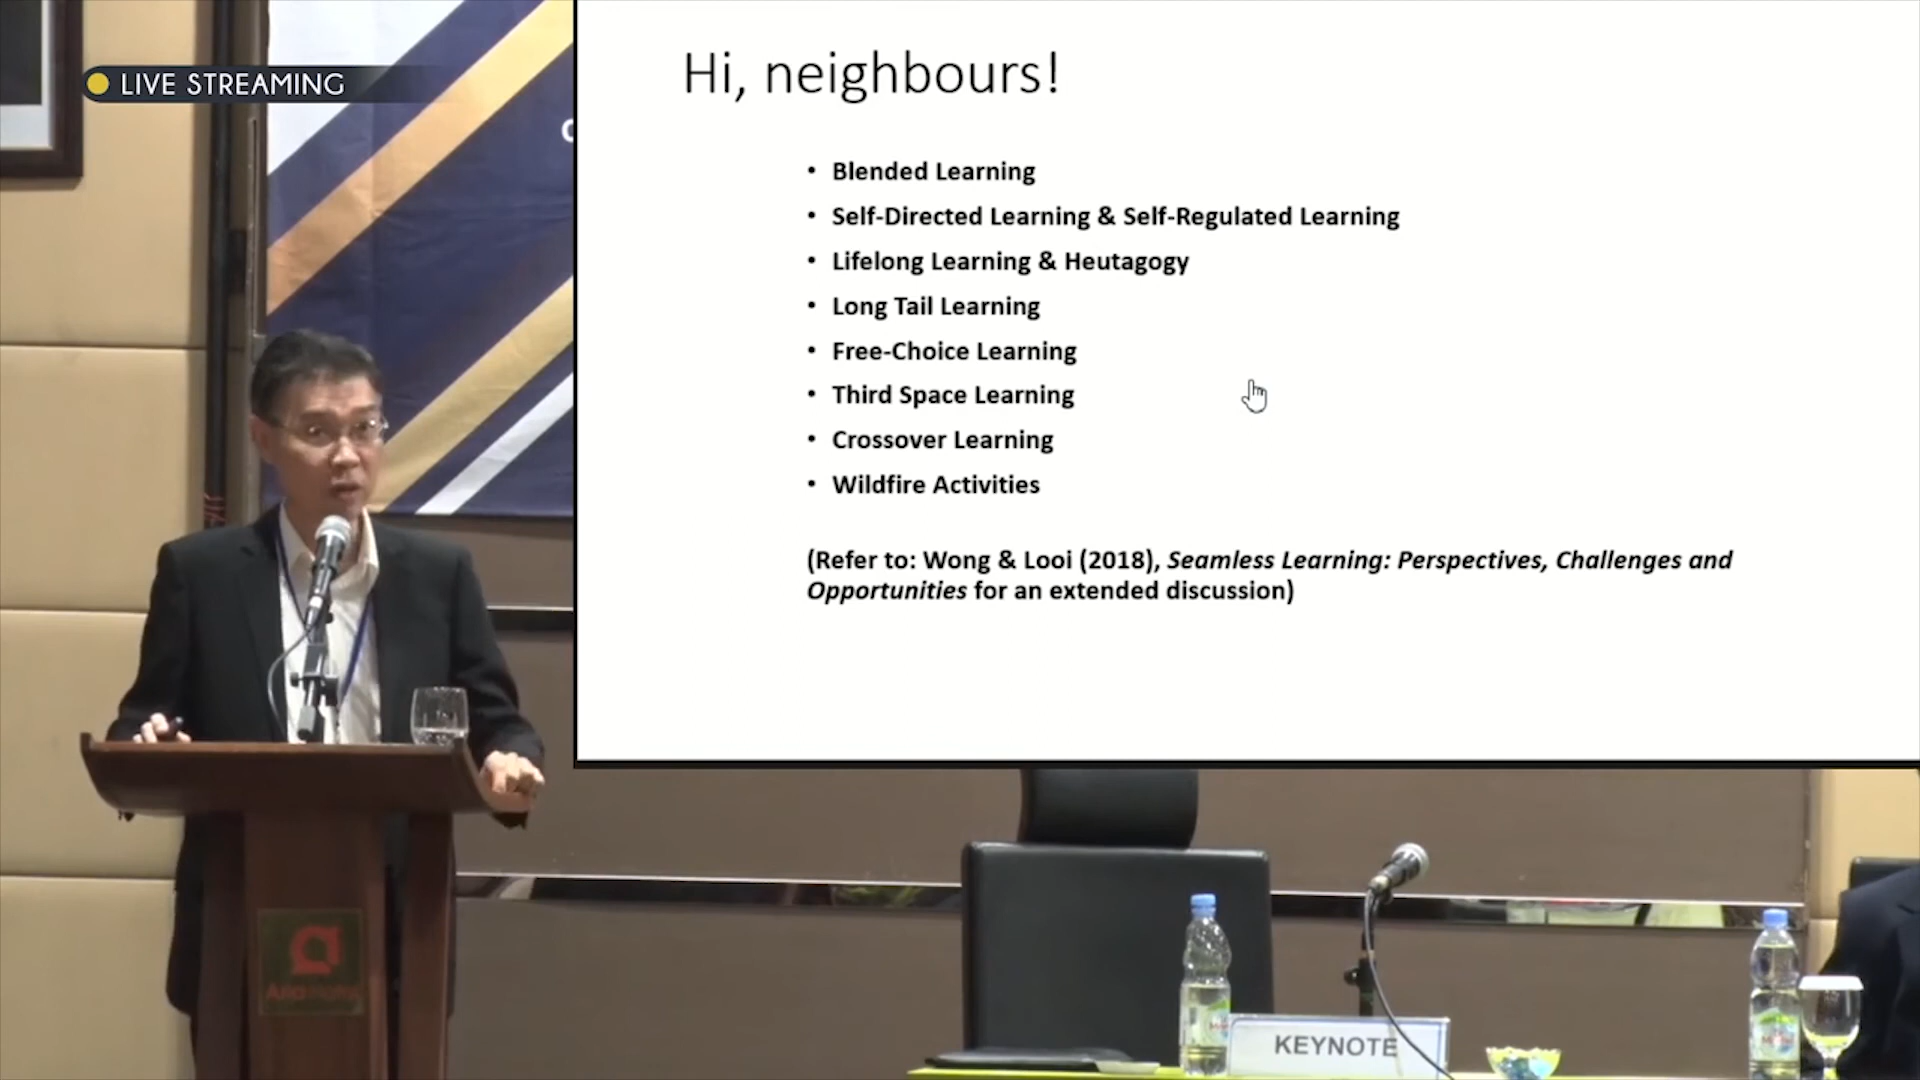 LIVE STREAMING
Hi, neighbours!
• Blended Learning
• Self-Directed Learning & Self-Regulated Learning
• Lifelong Learning & Heutagogy
• Long Tail Learning
• Free-Choice Learning
• Third Space Learning
• Crossover Learning
• Wildfire Activities
(Refer to: Wong & Looi (2018), Seamless Learning: Perspectives, Challenges and
Opportunities for an extended discussion)
KEYNOTE